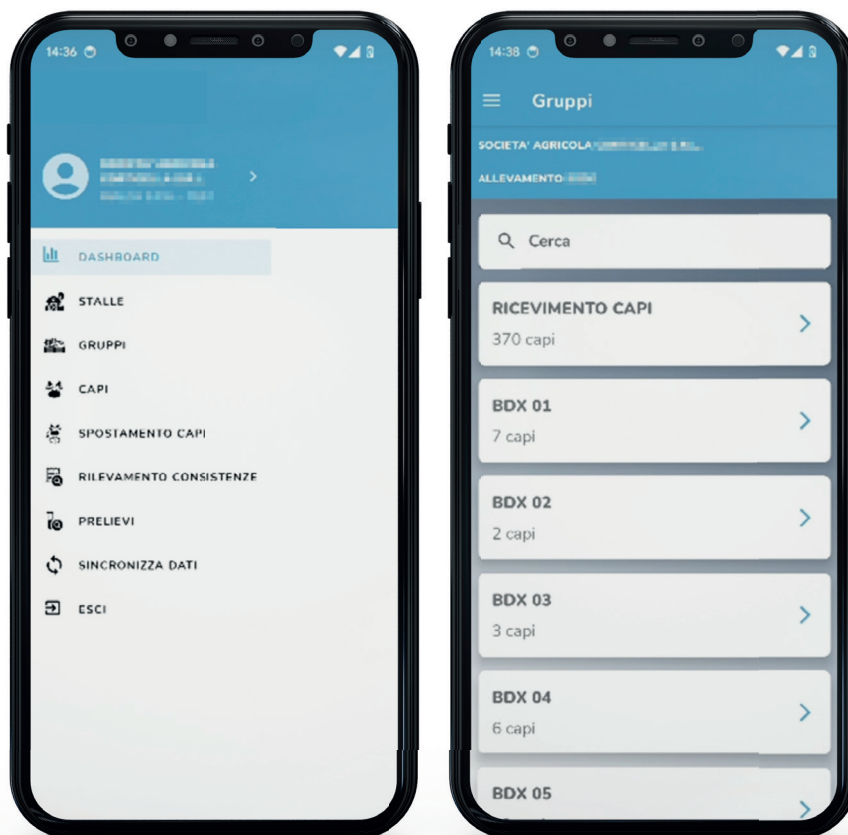 14:36
DASHBOARD
STALLE
GRUPPI
CAPI
SPOSTAMENTO CAPI
RILEVAMENTO CONSISTENZE
PRELIEVI
SINCRONIZZA DATI
ESCI
14:38
Gruppi
SOCIETA' AGRICOLA
ALLEVAMENTO
Cerca
RICEVIMENTO CAPI
370 capi
BDX 01
7 capi
BDX 02
2 capi
BDX 03
3 capi
BDX 04
6 capi
BDX 05